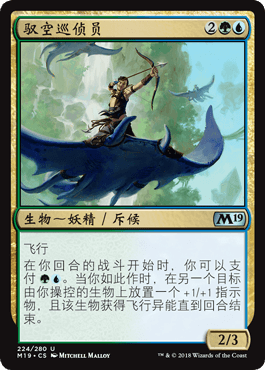 驭空巡侦员 2
生物～妖精／斥候 M19
飞行
在你回合的战斗开始时，你可以支
付。当你如此作时，在另一个目标
由你操控的生物上放置一个 +1/+1 指示
物，且该生物获得飞行异能直到回合结
束。
2/3
224/280 U
M19 • CS Mitchell Malloy
™ & © 2018 Wizards of the Coast